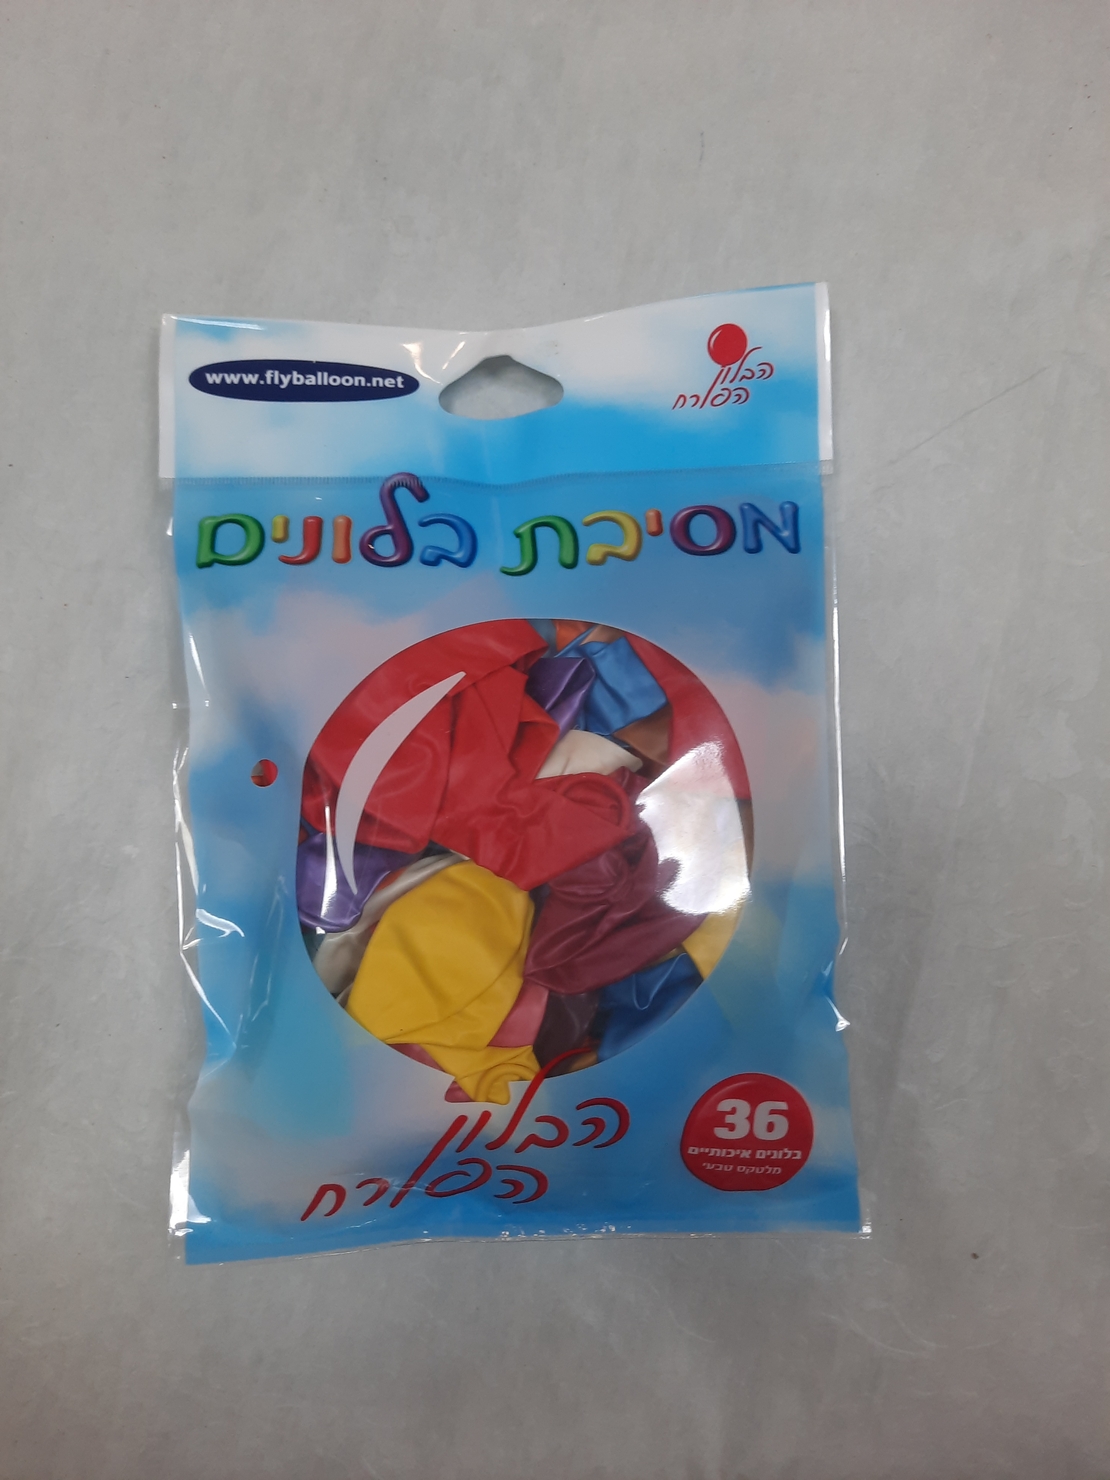 www.flyballoon.net
הבלון
הפורח
מסיבת בלונים
הבלון
הפורח
36
בלונים איכותיים
מלטקס טבעי